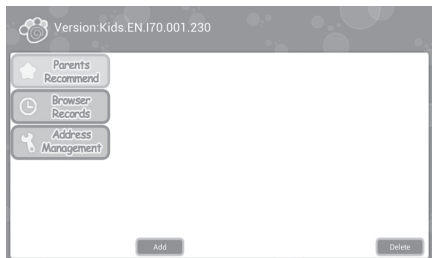 Version:Kids.EN.I70.001.230
Parents
Recommend
Browser
Records
Address
Management
Add
Delete